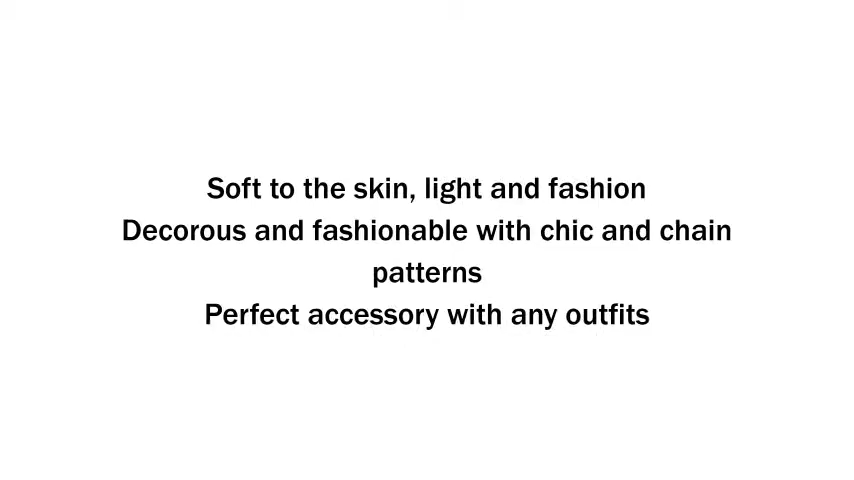 Soft to the skin, light and fashion
Decorous and fashionable with chic and chain
patterns
Perfect accessory with any outfits